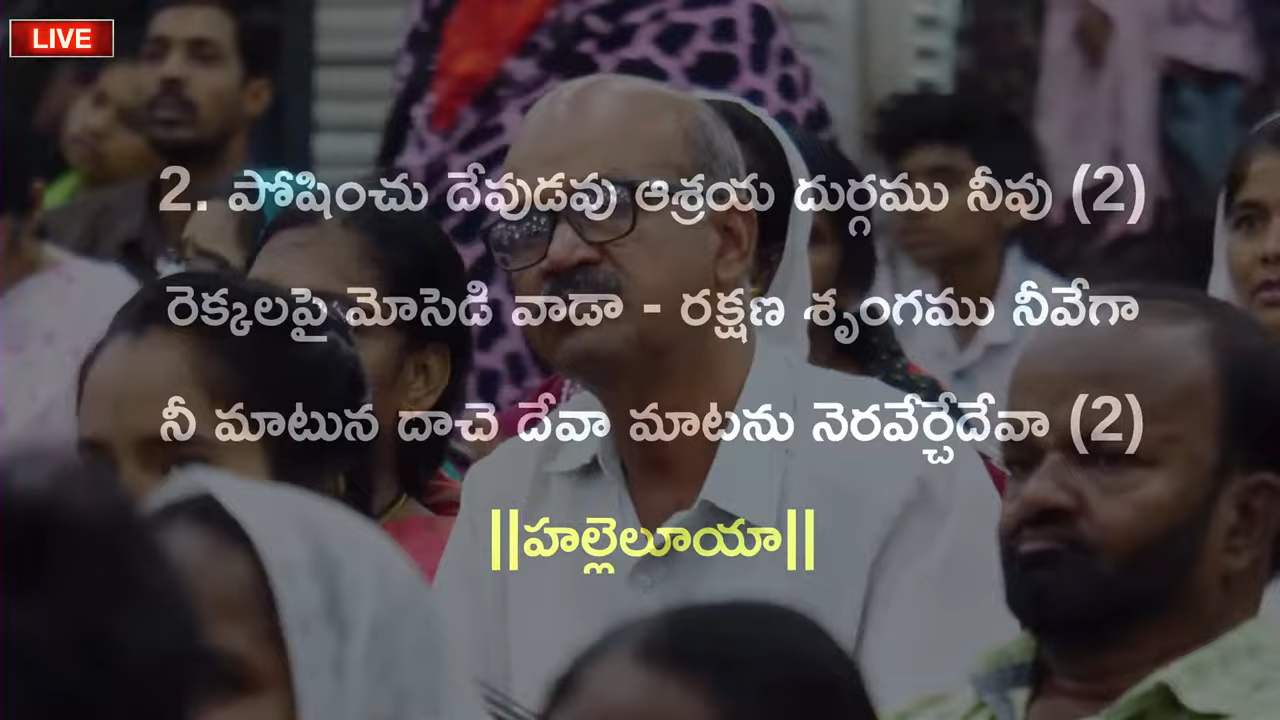 LIVE
2. పోషించు దేవుడవు ఆశ్రయ దుర్గము నీవు (2)
రెక్కలపై మోసెడి వాడా - రక్షణ శృంగము నీవేగా
నీ మాటున దాచె దేవా మాటను నెరవేర్చేదేవా (2)
||హల్లెలూయా||